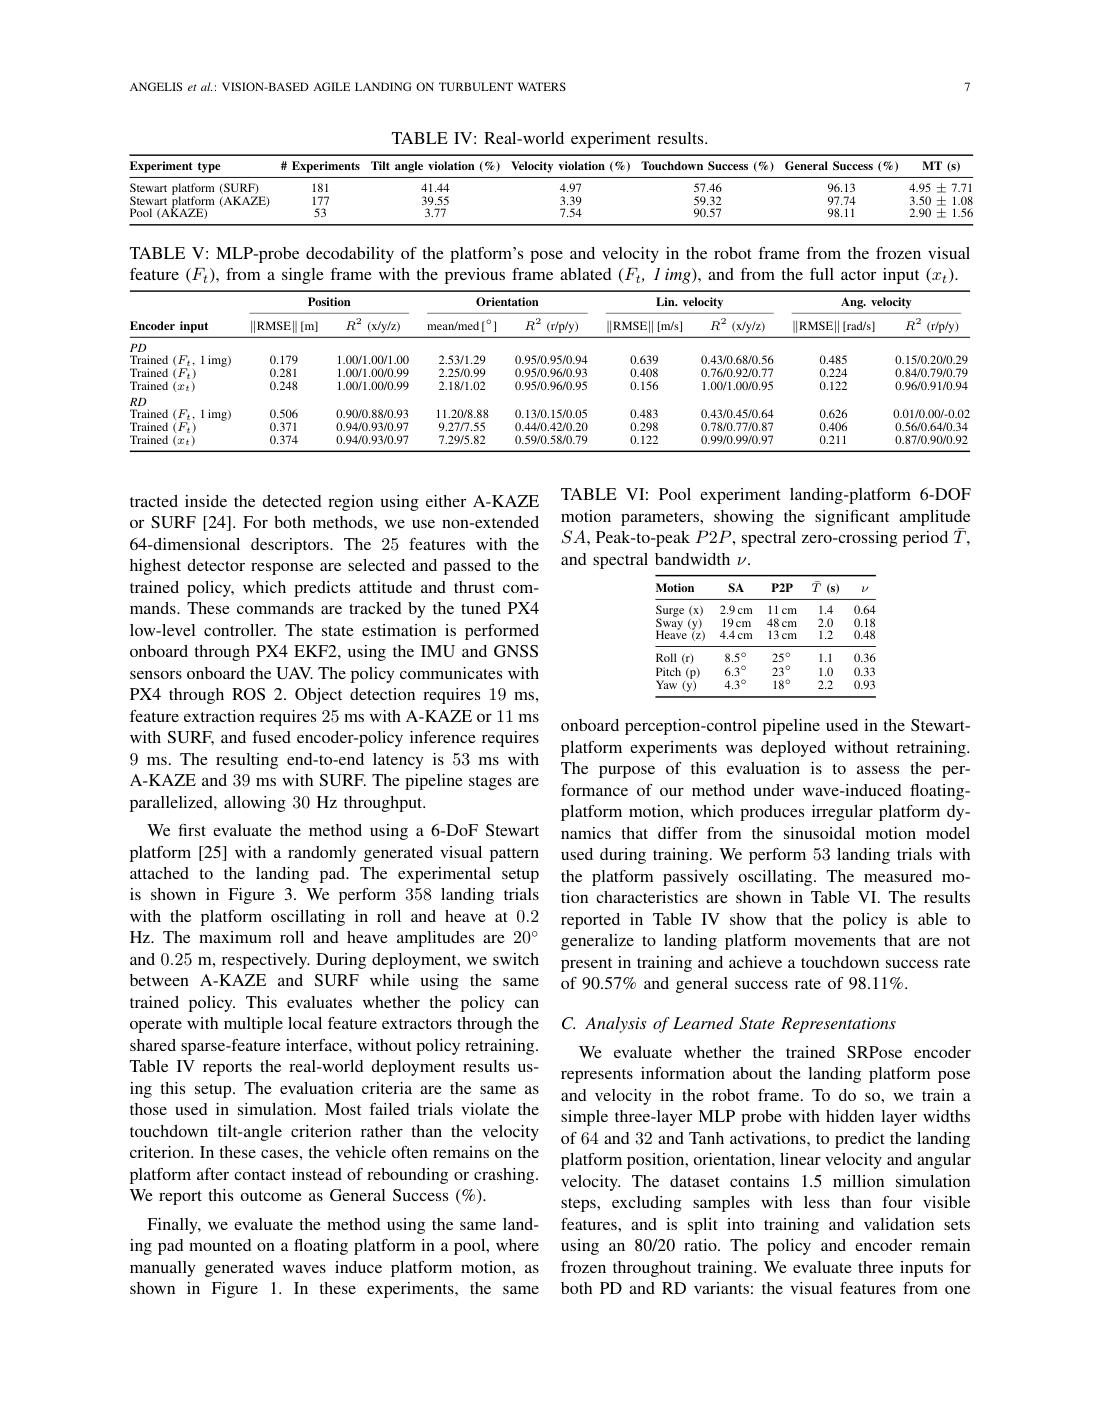 ANGELIS et al.: VISION-BASED AGILE LANDING ON TURBULENT WATERS 7
TABLE IV: Real-world experiment results.
Experiment type # Experiments Tilt angle violation (%) Velocity violation (%) Touchdown Success (%) General Success (%) MT (s)
Stewart platform (SURF) 181 41.44 4.97 57.46 96.13 4.95 ± 7.71
Stewart platform (AKAZE) 177 39.55 3.39 59.32 97.74 3.50 ± 1.08
Pool (AKAZE) 53 3.77 7.54 90.57 98.11 2.90 ± 1.56
TABLE V: MLP-probe decodability of the platform's pose and velocity in the robot frame from the frozen visual
feature (Fₜ), from a single frame with the previous frame ablated (Fₜ, 1 img), and from the full actor input (xₜ).
Position Orientation Lin. velocity Ang. velocity
Encoder input ‖RMSE‖ [m] R² (x/y/z) mean/med [°] R² (r/p/y) ‖RMSE‖ [m/s] R² (x/y/z) ‖RMSE‖ [rad/s] R² (r/p/y)
PD
Trained (Fₜ, 1 img) 0.179 1.00/1.00/1.00 2.53/1.29 0.95/0.95/0.94 0.639 0.43/0.68/0.56 0.485 0.15/0.20/0.29
Trained (Fₜ) 0.281 1.00/1.00/0.99 2.25/0.99 0.95/0.96/0.93 0.408 0.76/0.92/0.77 0.224 0.84/0.79/0.79
Trained (xₜ) 0.248 1.00/1.00/0.99 2.18/1.02 0.95/0.96/0.95 0.156 1.00/1.00/0.95 0.122 0.96/0.91/0.94
RD
Trained (Fₜ, 1 img) 0.506 0.90/0.88/0.93 11.20/8.88 0.13/0.15/0.05 0.483 0.43/0.45/0.64 0.626 0.01/0.00/-0.02
Trained (Fₜ) 0.371 0.94/0.93/0.97 9.27/7.55 0.44/0.42/0.20 0.298 0.78/0.77/0.87 0.406 0.56/0.64/0.34
Trained (xₜ) 0.374 0.94/0.93/0.97 7.29/5.82 0.59/0.58/0.79 0.122 0.99/0.99/0.97 0.211 0.87/0.90/0.92
tracted inside the detected region using either A-KAZE
or SURF [24]. For both methods, we use non-extended
64-dimensional descriptors. The 25 features with the
highest detector response are selected and passed to the
trained policy, which predicts attitude and thrust com-
mands. These commands are tracked by the tuned PX4
low-level controller. The state estimation is performed
onboard through PX4 EKF2, using the IMU and GNSS
sensors onboard the UAV. The policy communicates with
PX4 through ROS 2. Object detection requires 19 ms,
feature extraction requires 25 ms with A-KAZE or 11 ms
with SURF, and fused encoder-policy inference requires
9 ms. The resulting end-to-end latency is 53 ms with
A-KAZE and 39 ms with SURF. The pipeline stages are
parallelized, allowing 30 Hz throughput.
We first evaluate the method using a 6-DoF Stewart
platform [25] with a randomly generated visual pattern
attached to the landing pad. The experimental setup
is shown in Figure 3. We perform 358 landing trials
with the platform oscillating in roll and heave at 0.2
Hz. The maximum roll and heave amplitudes are 20°
and 0.25 m, respectively. During deployment, we switch
between A-KAZE and SURF while using the same
trained policy. This evaluates whether the policy can
operate with multiple local feature extractors through the
shared sparse-feature interface, without policy retraining.
Table IV reports the real-world deployment results us-
ing this setup. The evaluation criteria are the same as
those used in simulation. Most failed trials violate the
touchdown tilt-angle criterion rather than the velocity
criterion. In these cases, the vehicle often remains on the
platform after contact instead of rebounding or crashing.
We report this outcome as General Success (%).
Finally, we evaluate the method using the same land-
ing pad mounted on a floating platform in a pool, where
manually generated waves induce platform motion, as
shown in Figure 1. In these experiments, the same
TABLE VI: Pool experiment landing-platform 6-DOF
motion parameters, showing the significant amplitude
SA, Peak-to-peak P2P, spectral zero-crossing period T̄,
and spectral bandwidth ν.
Motion SA P2P T̄ (s) ν
Surge (x) 2.9 cm 11 cm 1.4 0.64
Sway (y) 19 cm 48 cm 2.0 0.18
Heave (z) 4.4 cm 13 cm 1.2 0.48
Roll (r) 8.5° 25° 1.1 0.36
Pitch (p) 6.3° 23° 1.0 0.33
Yaw (y) 4.3° 18° 2.2 0.93
onboard perception-control pipeline used in the Stewart-
platform experiments was deployed without retraining.
The purpose of this evaluation is to assess the per-
formance of our method under wave-induced floating-
platform motion, which produces irregular platform dy-
namics that differ from the sinusoidal motion model
used during training. We perform 53 landing trials with
the platform passively oscillating. The measured mo-
tion characteristics are shown in Table VI. The results
reported in Table IV show that the policy is able to
generalize to landing platform movements that are not
present in training and achieve a touchdown success rate
of 90.57% and general success rate of 98.11%.
C. Analysis of Learned State Representations
We evaluate whether the trained SRPose encoder
represents information about the landing platform pose
and velocity in the robot frame. To do so, we train a
simple three-layer MLP probe with hidden layer widths
of 64 and 32 and Tanh activations, to predict the landing
platform position, orientation, linear velocity and angular
velocity. The dataset contains 1.5 million simulation
steps, excluding samples with less than four visible
features, and is split into training and validation sets
using an 80/20 ratio. The policy and encoder remain
frozen throughout training. We evaluate three inputs for
both PD and RD variants: the visual features from one